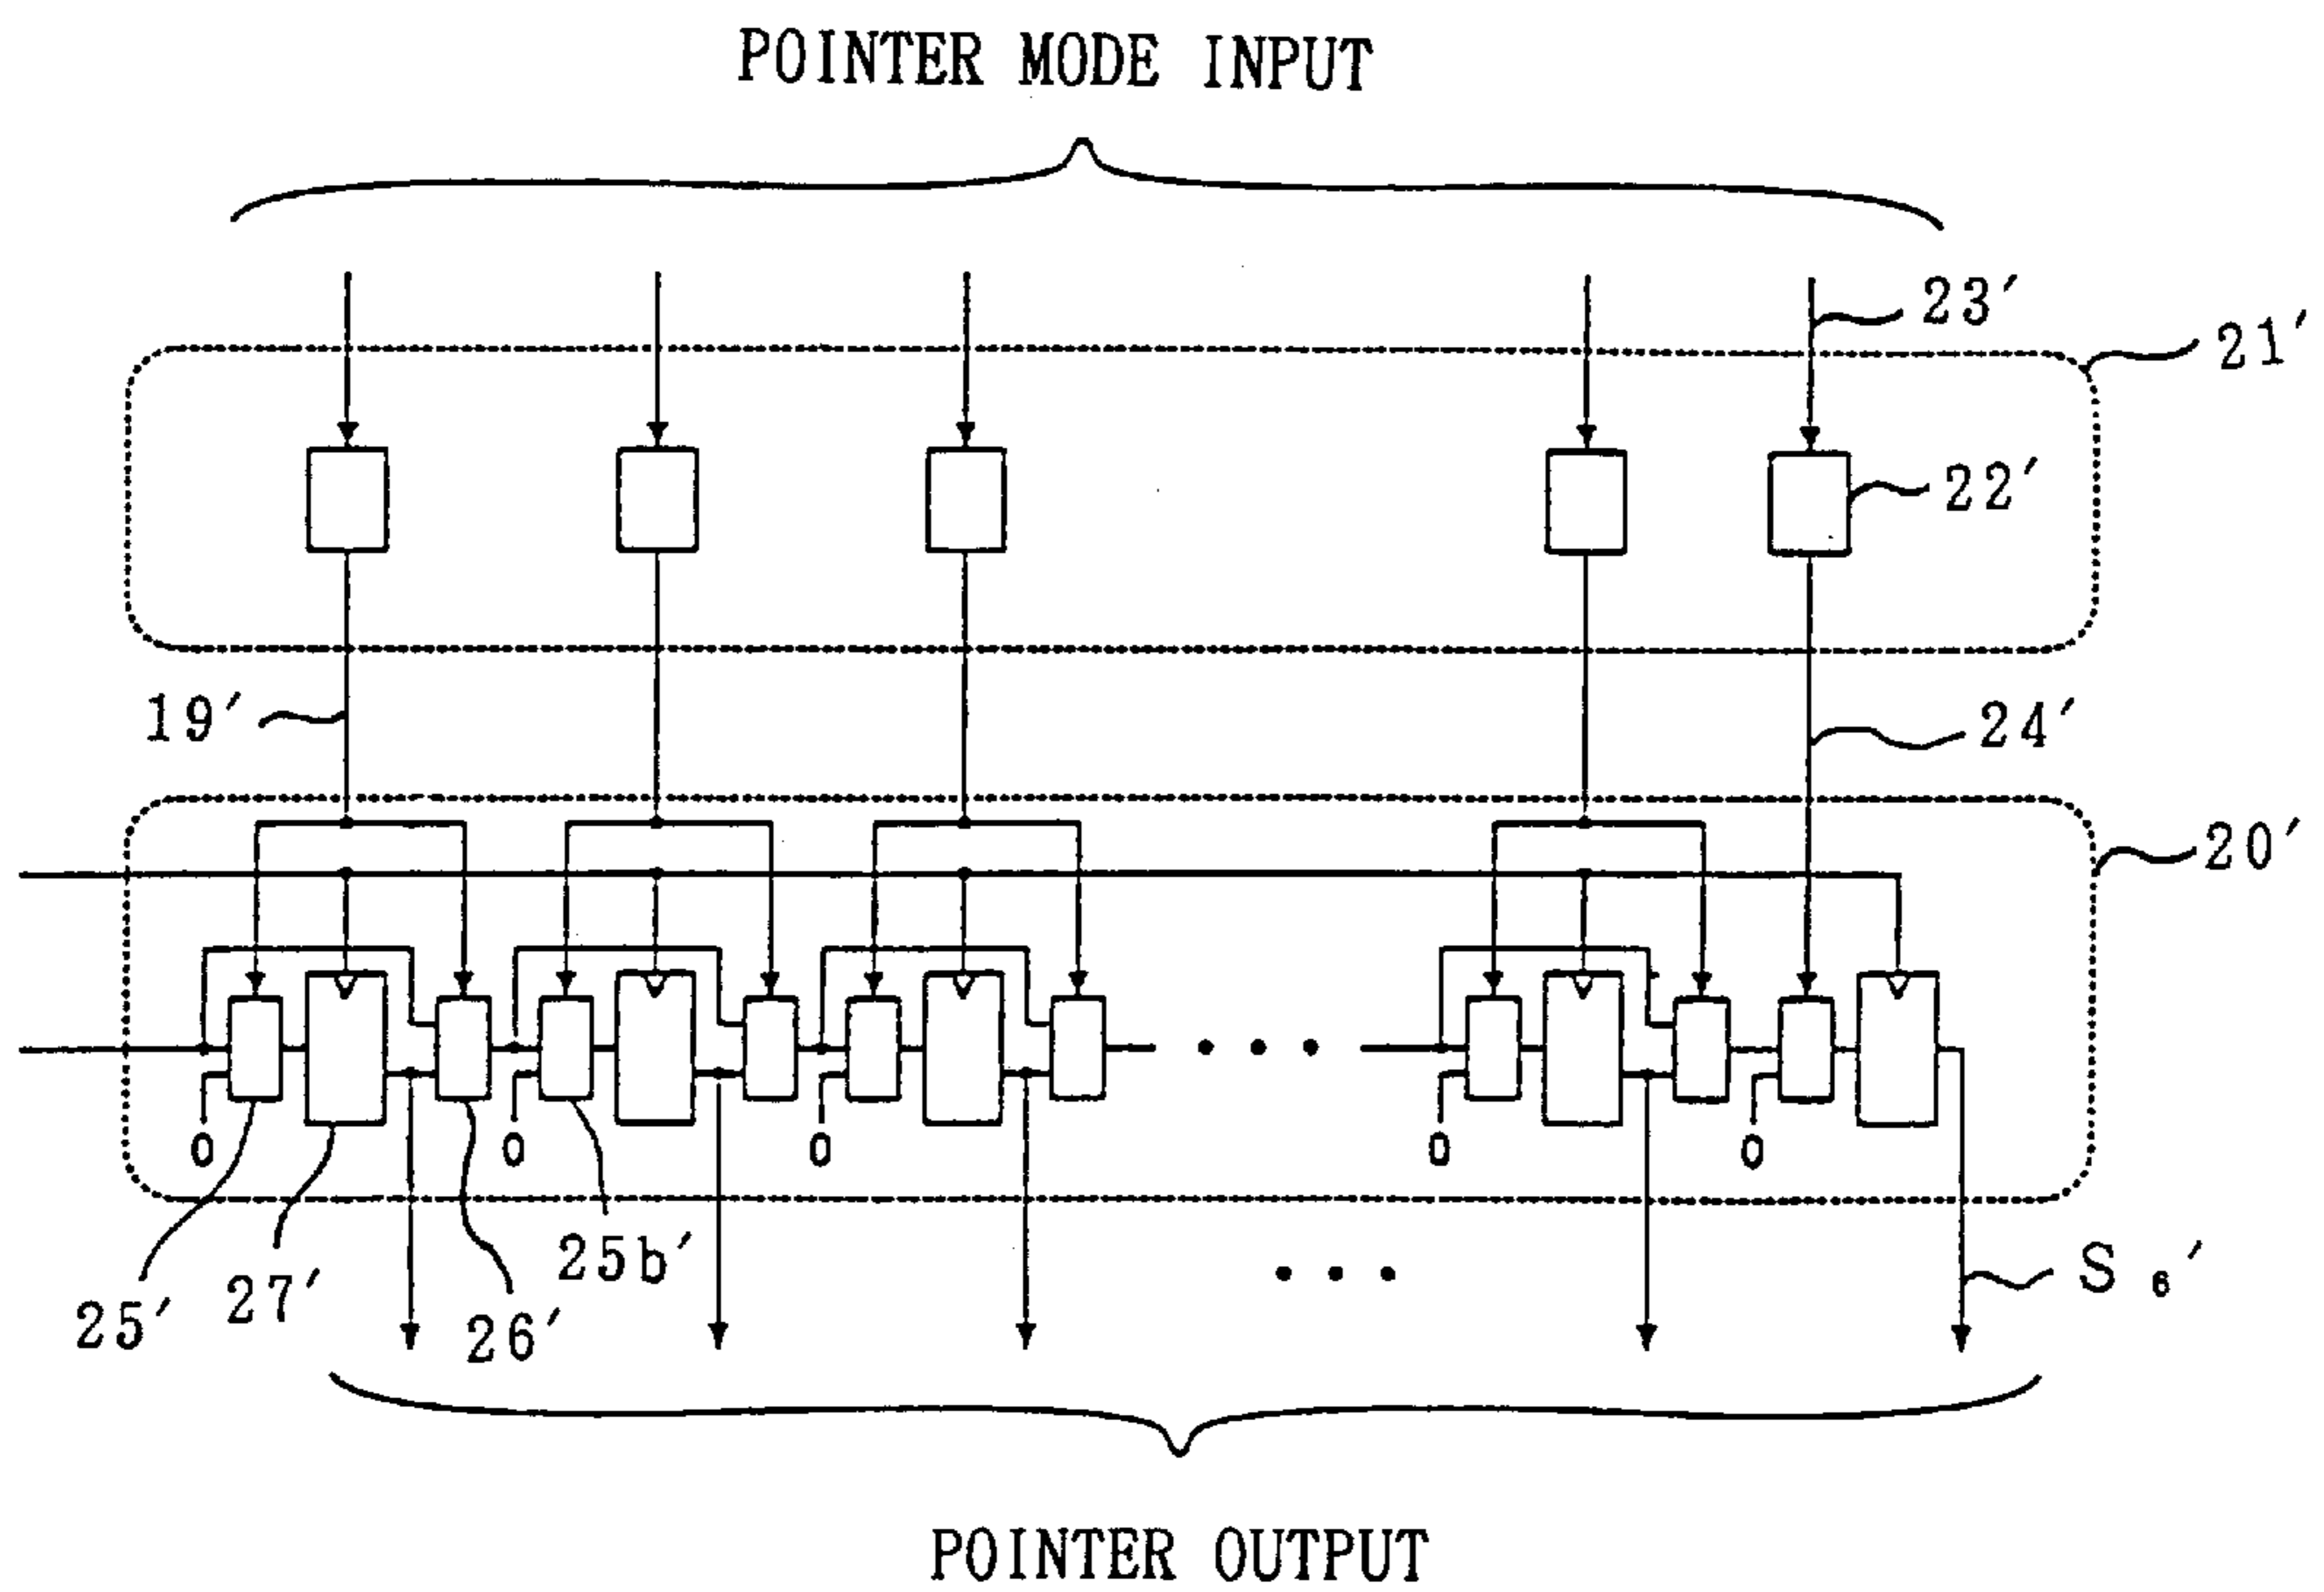 POINTER MODE INPUT
23'
21'
22'
19'
24'
20'
0 0 0 0 0
25b'
S6'
27'
25'
26'
POINTER OUTPUT